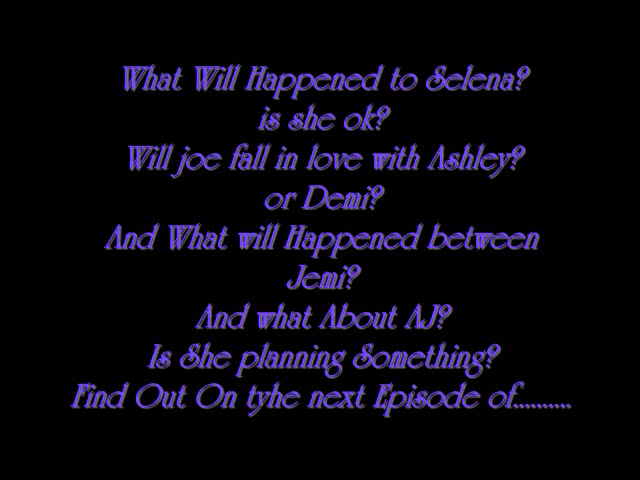 What Will Happened to Selena?
is she ok?
Will joe fall in love with Ashley?
or Demi?
And What will Happened between
Jemi?
And what About AJ?
Is She planning Something?
Find Out On tyhe next Episode of..........